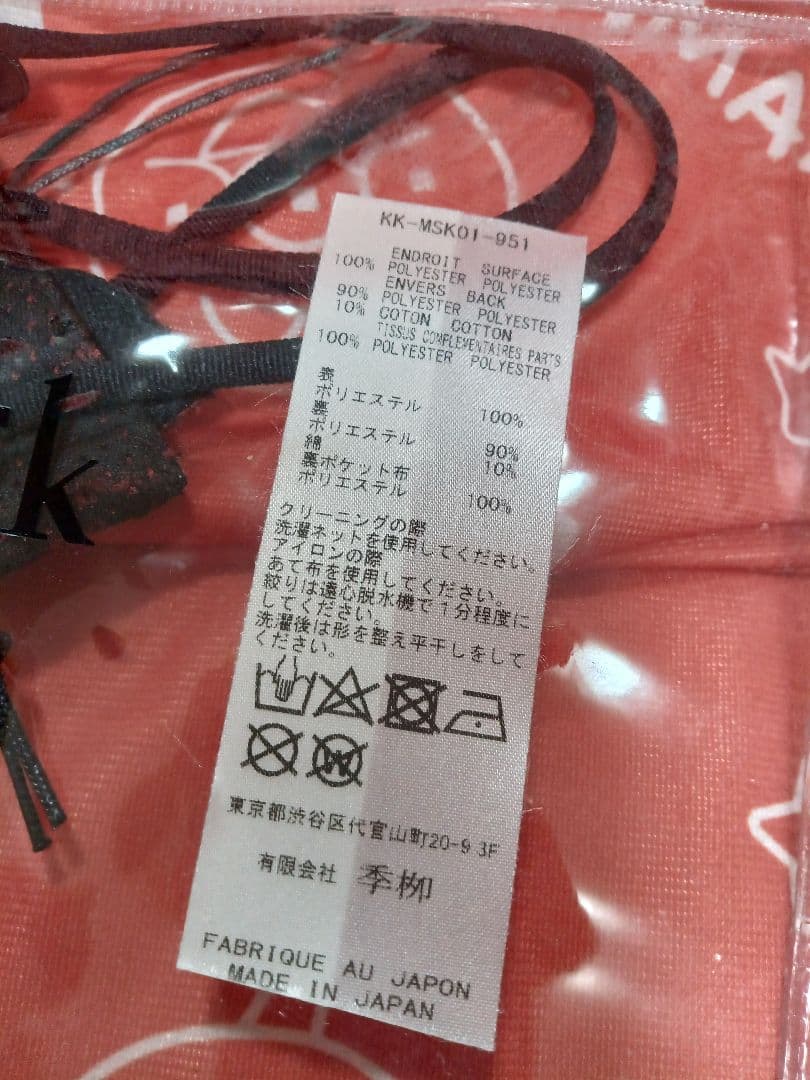 KK-MSK01-951
ENDROIT SURFACE
100% POLYESTER POLYESTER
ENVERS BACK
90% POLYESTER POLYESTER
10% COTON COTTON
TISSUS COMPLEMENTAIRES PARTS
100% POLYESTER POLYESTER
表
ポリエステル 100%
裏
ポリエステル 90%
綿 10%
裏ポケット布
ポリエステル 100%
クリーニングの際
洗濯ネットを使用してください。
アイロンの際
あて布を使用してください。
絞りは遠心脱水機で1分程度に
してください。
洗濯後は形を整え平干しをして
ください。
W
東京都渋谷区代官山町20-9 3F
有限会社 季栁
FABRIQUE AU JAPON
MADE IN JAPAN